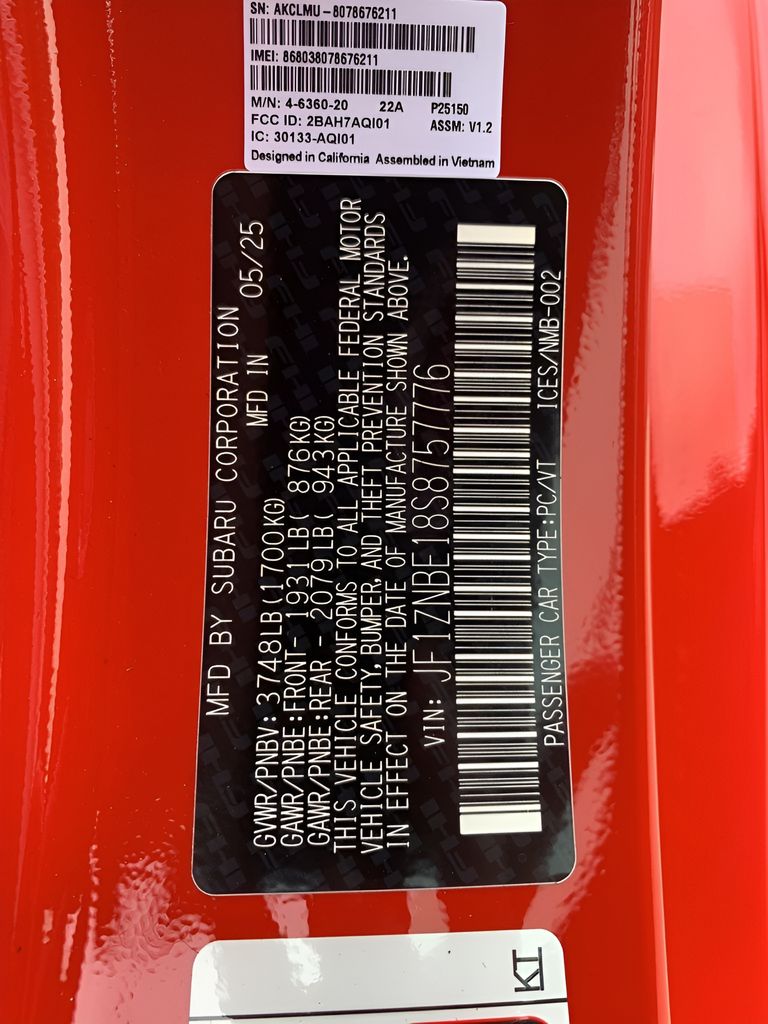 SN: AKCLMU-8078676211
IMEI: 868038078676211
M/N: 4-6360-20 22A P25150
FCC ID: 2BAH7AQI01 ASSM: V1.2
IC: 30133-AQI01
Designed in California Assembled in Vietnam
MFD BY SUBARU CORPORATION
MFD IN 05/25
GVWR/PNBV: 3748LB(1700KG)
GAWR/PNBE:FRONT- 1931LB( 876KG)
GAWR/PNBE:REAR - 2079LB( 943KG)
THIS VEHICLE CONFORMS TO ALL APPLICABLE FEDERAL MOTOR
VEHICLE SAFETY, BUMPER, AND THEFT PREVENTION STANDARDS
IN EFFECT ON THE DATE OF MANUFACTURE SHOWN ABOVE.
VIN: JF1ZNBE18S8757776
PASSENGER CAR TYPE:PC/VT ICES/NMB-002
KI